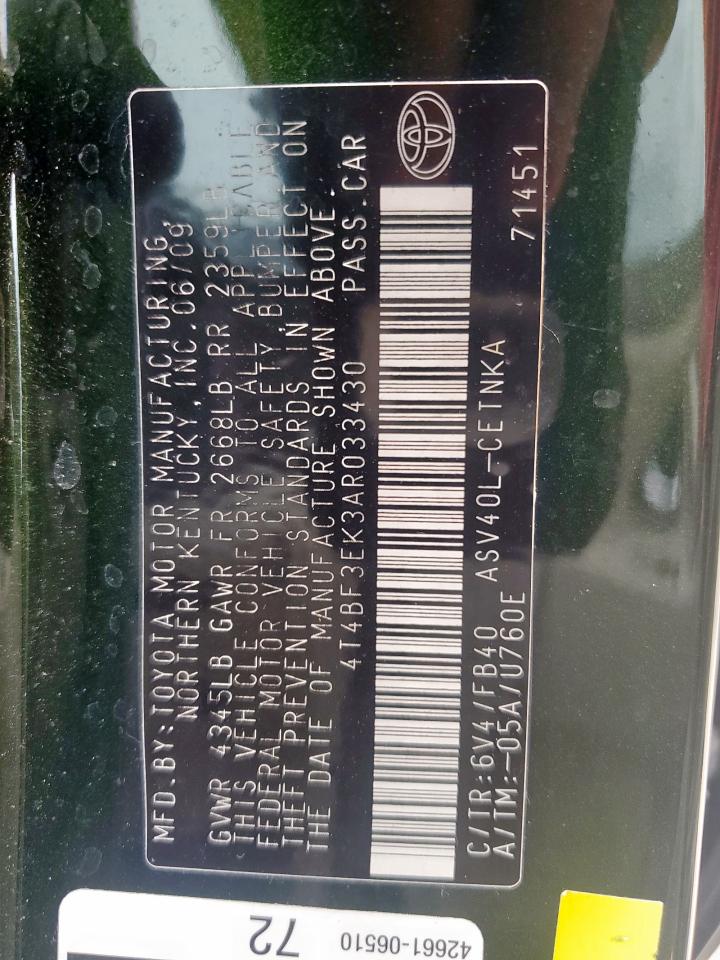 MFD.BY:TOYOTA MOTOR MANUFACTURING,
NORTHERN KENTUCKY,INC.06/09
GVWR 4345LB GAWR FR 2668LB RR 2359LB
THIS VEHICLE CONFORMS TO ALL APPLICABLE
FEDERAL MOTOR VEHICLE SAFETY,BUMPER,AND
THEFT PREVENTION STANDARDS IN EFFECT ON
THE DATE OF MANUFACTURE SHOWN ABOVE.
4T4BF3EK3AR033430 PASS.CAR
C/TR:6V4/FB40 ASV40L-CETNKA
A/TM:-05A/U760E 71451
72
42661-06510